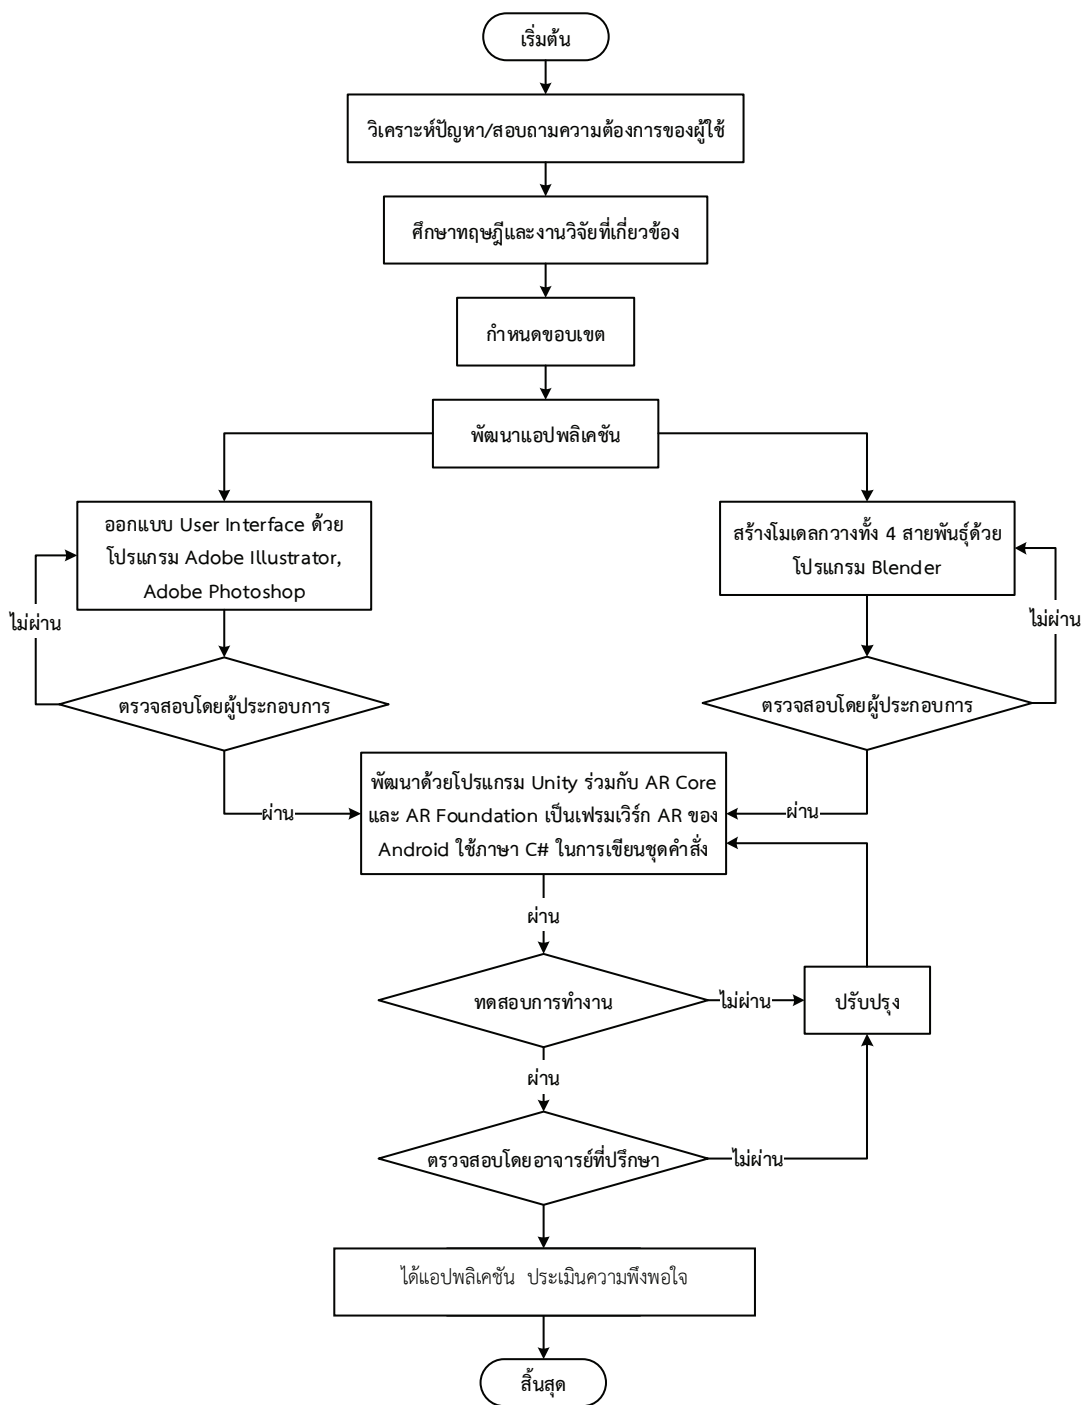 เริ่มต้น
วิเคราะห์ปัญหา/สอบถามความต้องการของผู้ใช้
ศึกษาทฤษฎีและงานวิจัยที่เกี่ยวข้อง
กำหนดขอบเขต
พัฒนาแอปพลิเคชัน
ออกแบบ User Interface ด้วย
โปรแกรม Adobe Illustrator,
Adobe Photoshop
สร้างโมเดลกวางทั้ง 4 สายพันธุ์ด้วย
โปรแกรม Blender
ไม่ผ่าน
ไม่ผ่าน
ตรวจสอบโดยผู้ประกอบการ
ตรวจสอบโดยผู้ประกอบการ
พัฒนาด้วยโปรแกรม Unity ร่วมกับ AR Core
และ AR Foundation เป็นเฟรมเวิร์ก AR ของ
Android ใช้ภาษา C# ในการเขียนชุดคำสั่ง
ผ่าน
ผ่าน
ผ่าน
ทดสอบการทำงาน
ไม่ผ่าน
ปรับปรุง
ผ่าน
ตรวจสอบโดยอาจารย์ที่ปรึกษา
ไม่ผ่าน
ได้แอปพลิเคชัน ประเมินความพึงพอใจ
สิ้นสุด